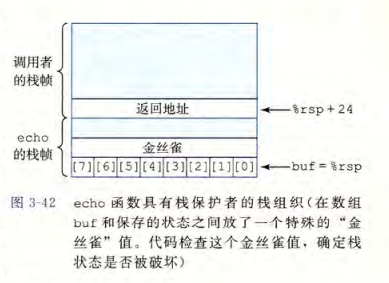 调用者
的栈帧
返回地址
%rsp+24
echo
的栈帧
金丝雀
[7][6][5][4][3][2][1][0]
buf=%rsp
图 3-42 echo 函数具有栈保护者的栈组织(在数组
buf 和保存的状态之间放了一个特殊的“金
丝雀”值。代码检查这个金丝雀值，确定栈
状态是否被破坏)